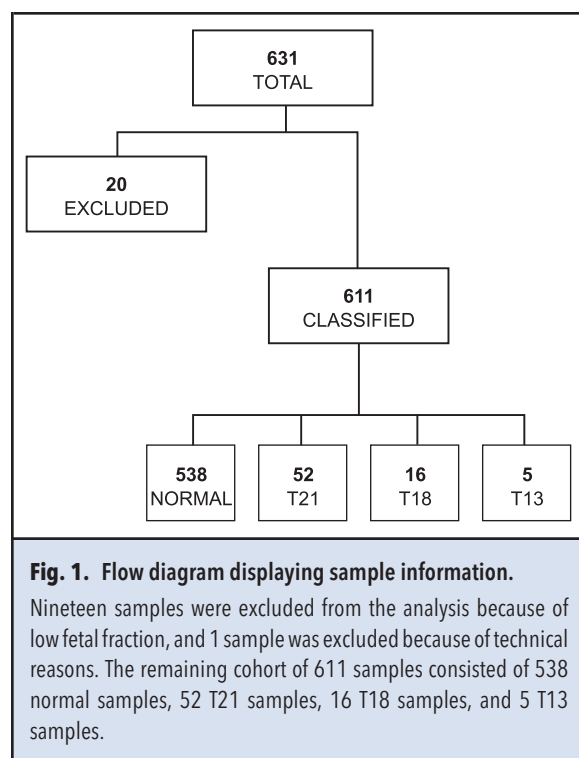 631
TOTAL
20
EXCLUDED
611
CLASSIFIED
538
NORMAL
52
T21
16
T18
5
T13
Fig. 1. Flow diagram displaying sample information.
Nineteen samples were excluded from the analysis because of
low fetal fraction, and 1 sample was excluded because of technical
reasons. The remaining cohort of 611 samples consisted of 538
normal samples, 52 T21 samples, 16 T18 samples, and 5 T13
samples.